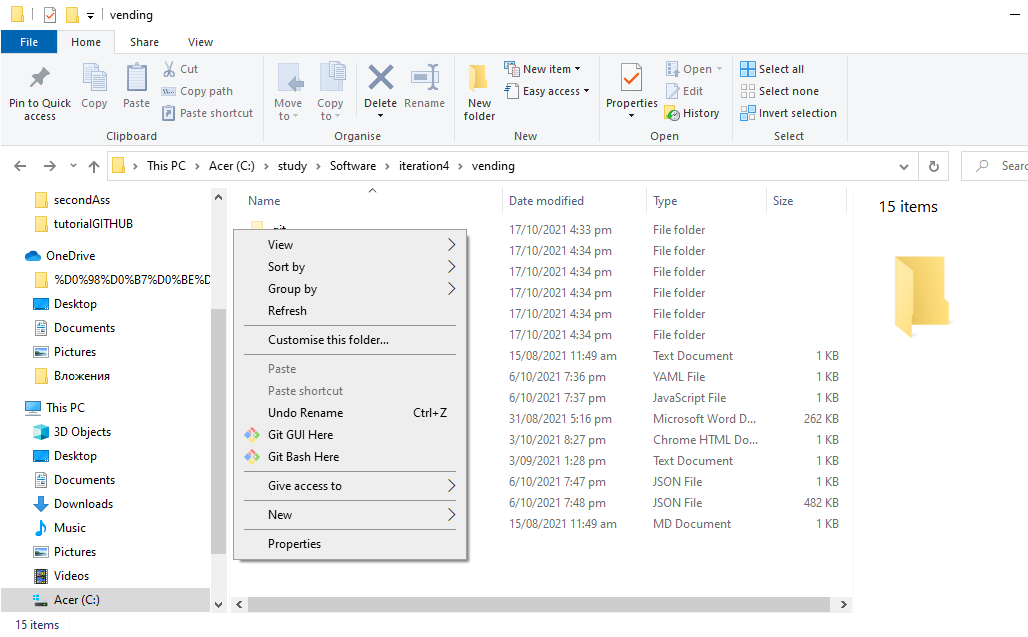 vending
File Home Share View
Pin to Quick access
Copy
Paste
Cut
Copy path
Paste shortcut
Clipboard
Move to
Copy to
Delete
Rename
Organise
New folder
New item
Easy access
New
Properties
Open
Edit
History
Open
Select all
Select none
Invert selection
Select
This PC Acer (C:) study Software iteration4 vending
Sear
secondAss
tutorialGITHUB
OneDrive
%D0%98%D0%B7%D0%BE%D
Desktop
Documents
Pictures
Вложения
This PC
3D Objects
Desktop
Documents
Downloads
Music
Pictures
Videos
Acer (C:)
Name Date modified Type Size
17/10/2021 4:33 pm File folder
17/10/2021 4:34 pm File folder
17/10/2021 4:34 pm File folder
17/10/2021 4:34 pm File folder
17/10/2021 4:34 pm File folder
17/10/2021 4:34 pm File folder
15/08/2021 11:49 am Text Document 1 KB
6/10/2021 7:36 pm YAML File 1 KB
6/10/2021 7:37 pm JavaScript File 1 KB
31/08/2021 5:16 pm Microsoft Word D... 262 KB
3/10/2021 8:27 pm Chrome HTML Do... 1 KB
3/09/2021 1:28 pm Text Document 1 KB
6/10/2021 7:47 pm JSON File 1 KB
6/10/2021 7:48 pm JSON File 482 KB
15/08/2021 11:49 am MD Document 1 KB
View
Sort by
Group by
Refresh
Customise this folder...
Paste
Paste shortcut
Undo Rename Ctrl+Z
Git GUI Here
Git Bash Here
Give access to
New
Properties
15 items
15 items